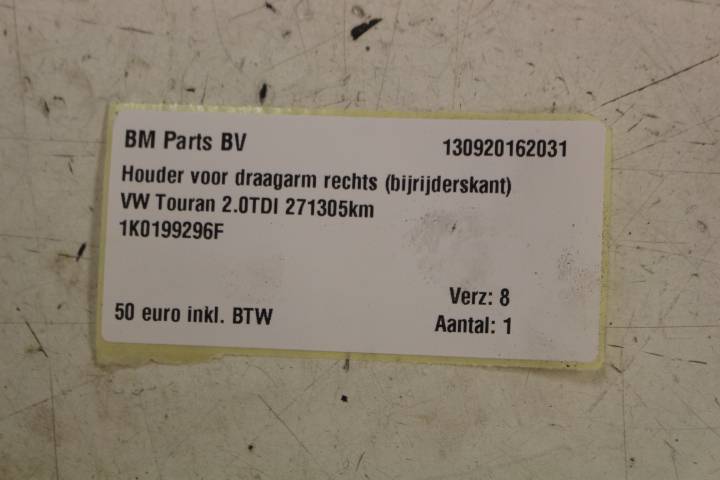 BM Parts BV 130920162031
Houder voor draagarm rechts (bijrijderskant)
VW Touran 2.0TDI 271305km
1K0199296F
Verz: 8
50 euro inkl. BTW Aantal: 1